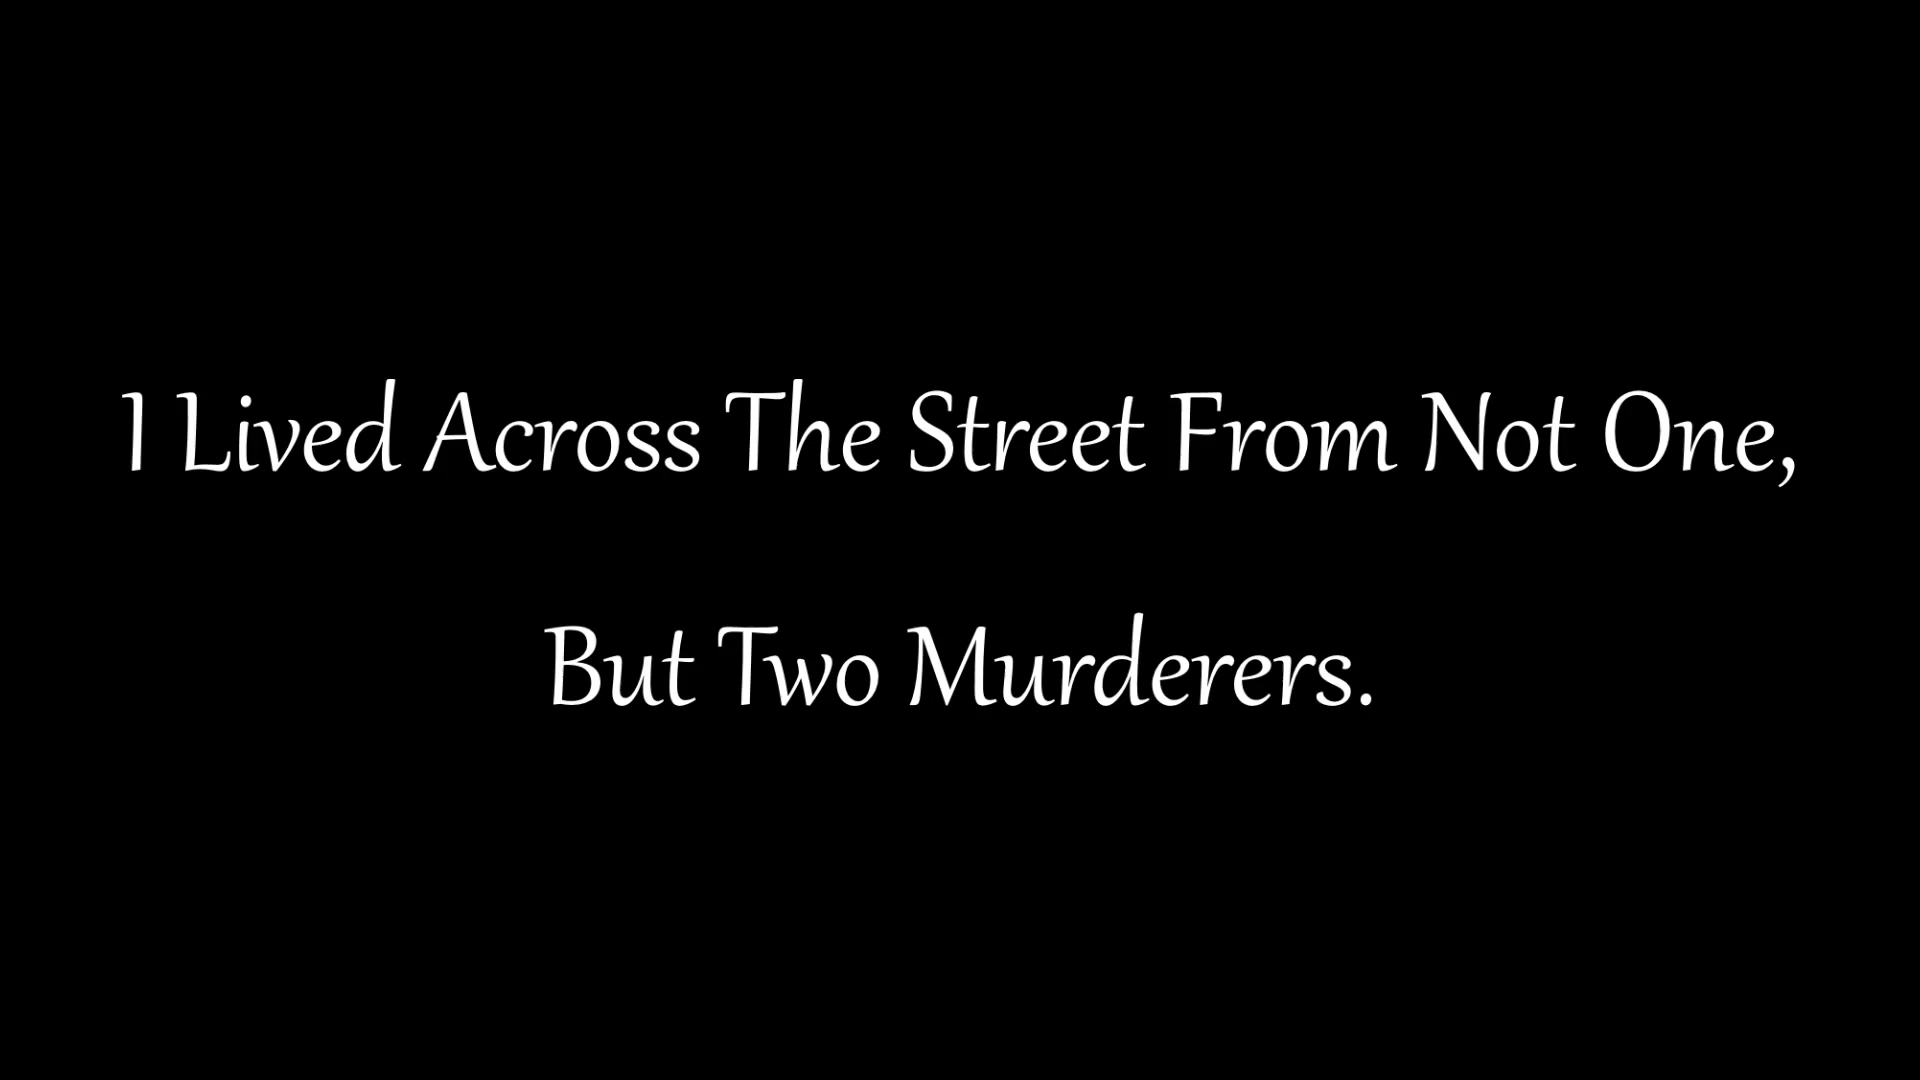 I Lived Across The Street From Not One,
But Two Murderers.